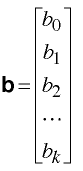 b = [b₀
b₁
b₂
...
bₖ]